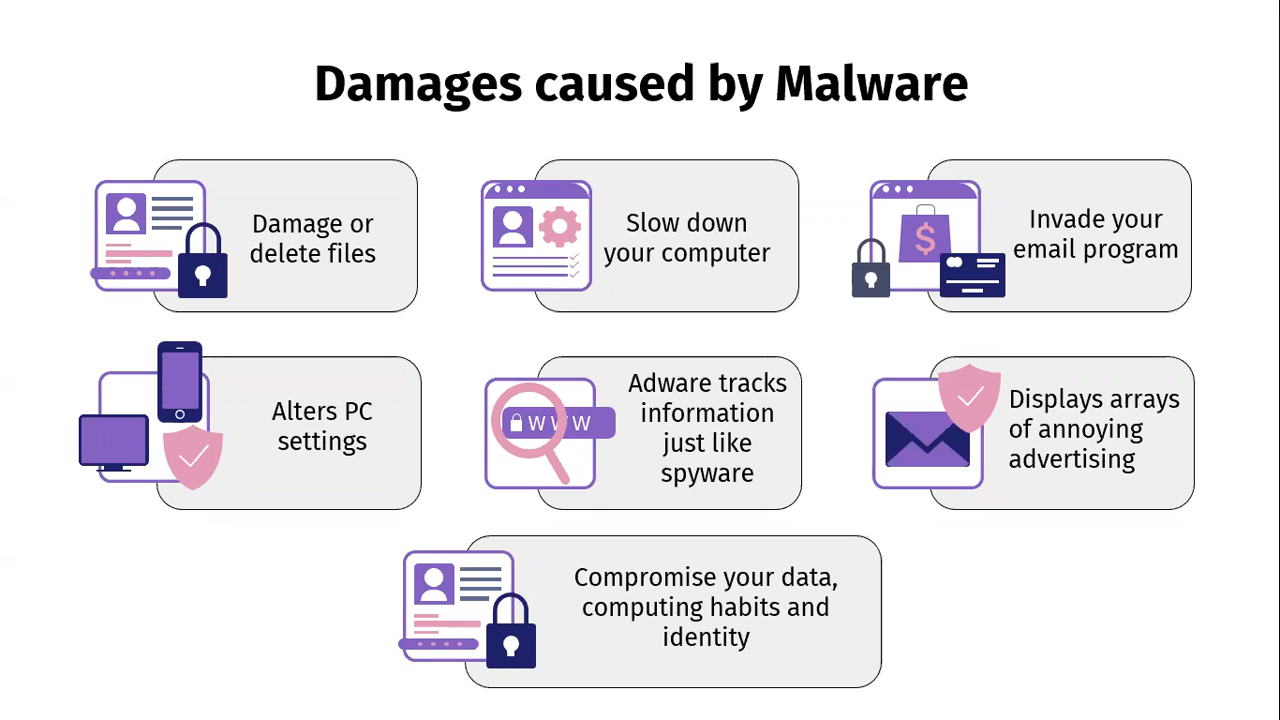 Damages caused by Malware
Damage or
delete files
Slow down
your computer
Invade your
email program
$
Alters PC
settings
WWW
Adware tracks
information
just like
spyware
Displays arrays
of annoying
advertising
Compromise your data,
computing habits and
identity